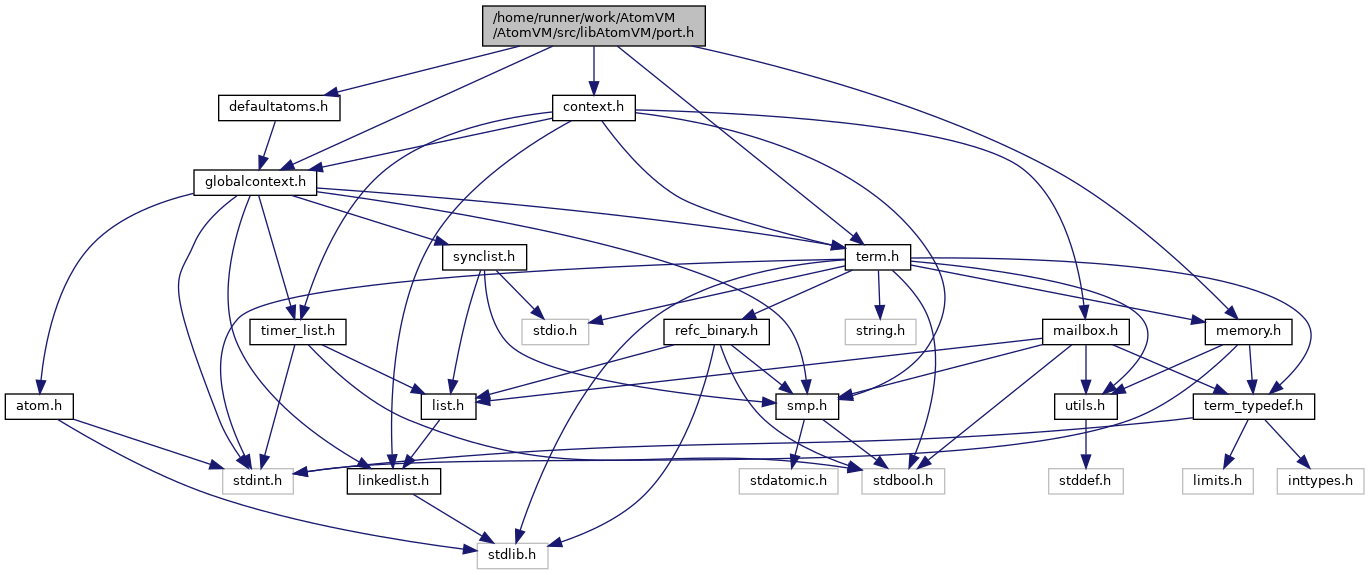 /home/runner/work/AtomVM
/AtomVM/src/libAtomVM/port.h
defaultatoms.h
context.h
globalcontext.h
synclist.h
term.h
timer_list.h
stdio.h
refc_binary.h
string.h
mailbox.h
memory.h
atom.h
list.h
smp.h
utils.h
term_typedef.h
stdint.h
linkedlist.h
stdatomic.h
stdbool.h
stddef.h
limits.h
inttypes.h
stdlib.h